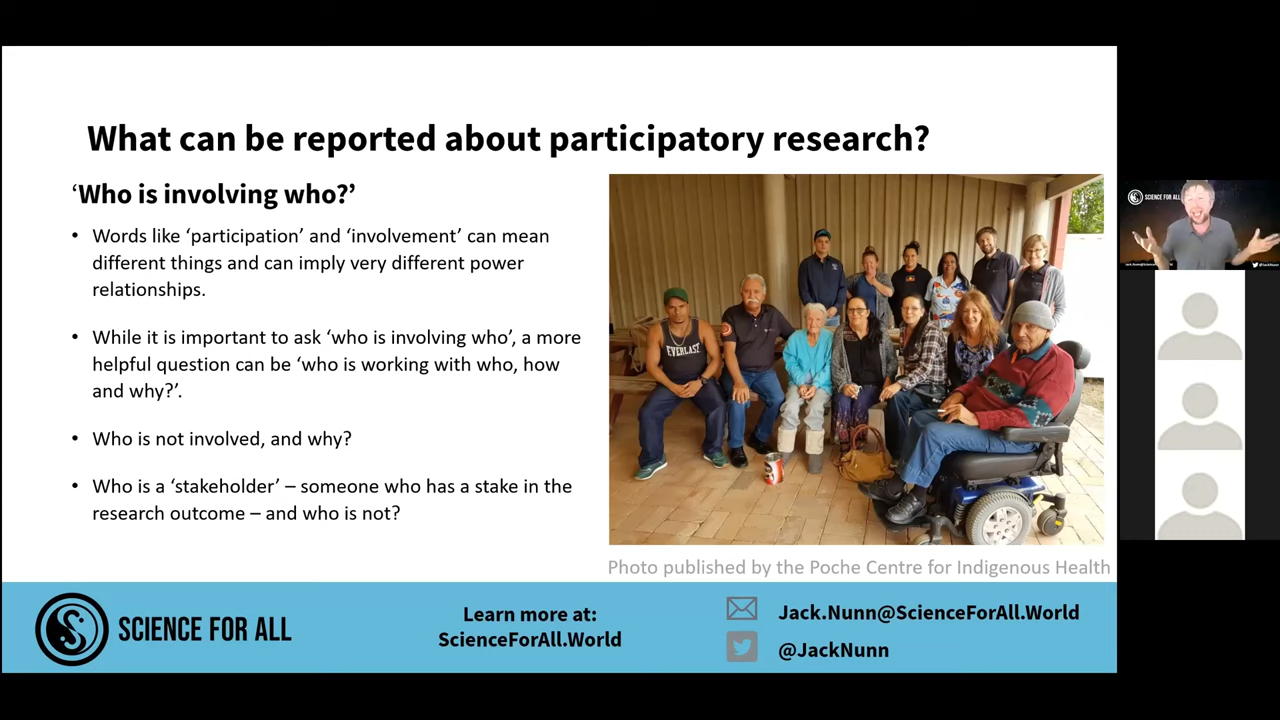 What can be reported about participatory research?
‘Who is involving who?’
• Words like ‘participation’ and ‘involvement’ can mean
different things and can imply very different power
relationships.
• While it is important to ask ‘who is involving who’, a more
helpful question can be ‘who is working with who, how
and why?’.
• Who is not involved, and why?
• Who is a ‘stakeholder’ – someone who has a stake in the
research outcome – and who is not?
EVERLAST
Photo published by the Poche Centre for Indigenous Health
SCIENCE FOR ALL
Learn more at:
ScienceForAll.World
Jack.Nunn@ScienceForAll.World
@JackNunn
SCIENCE FOR ALL
@JackNunn